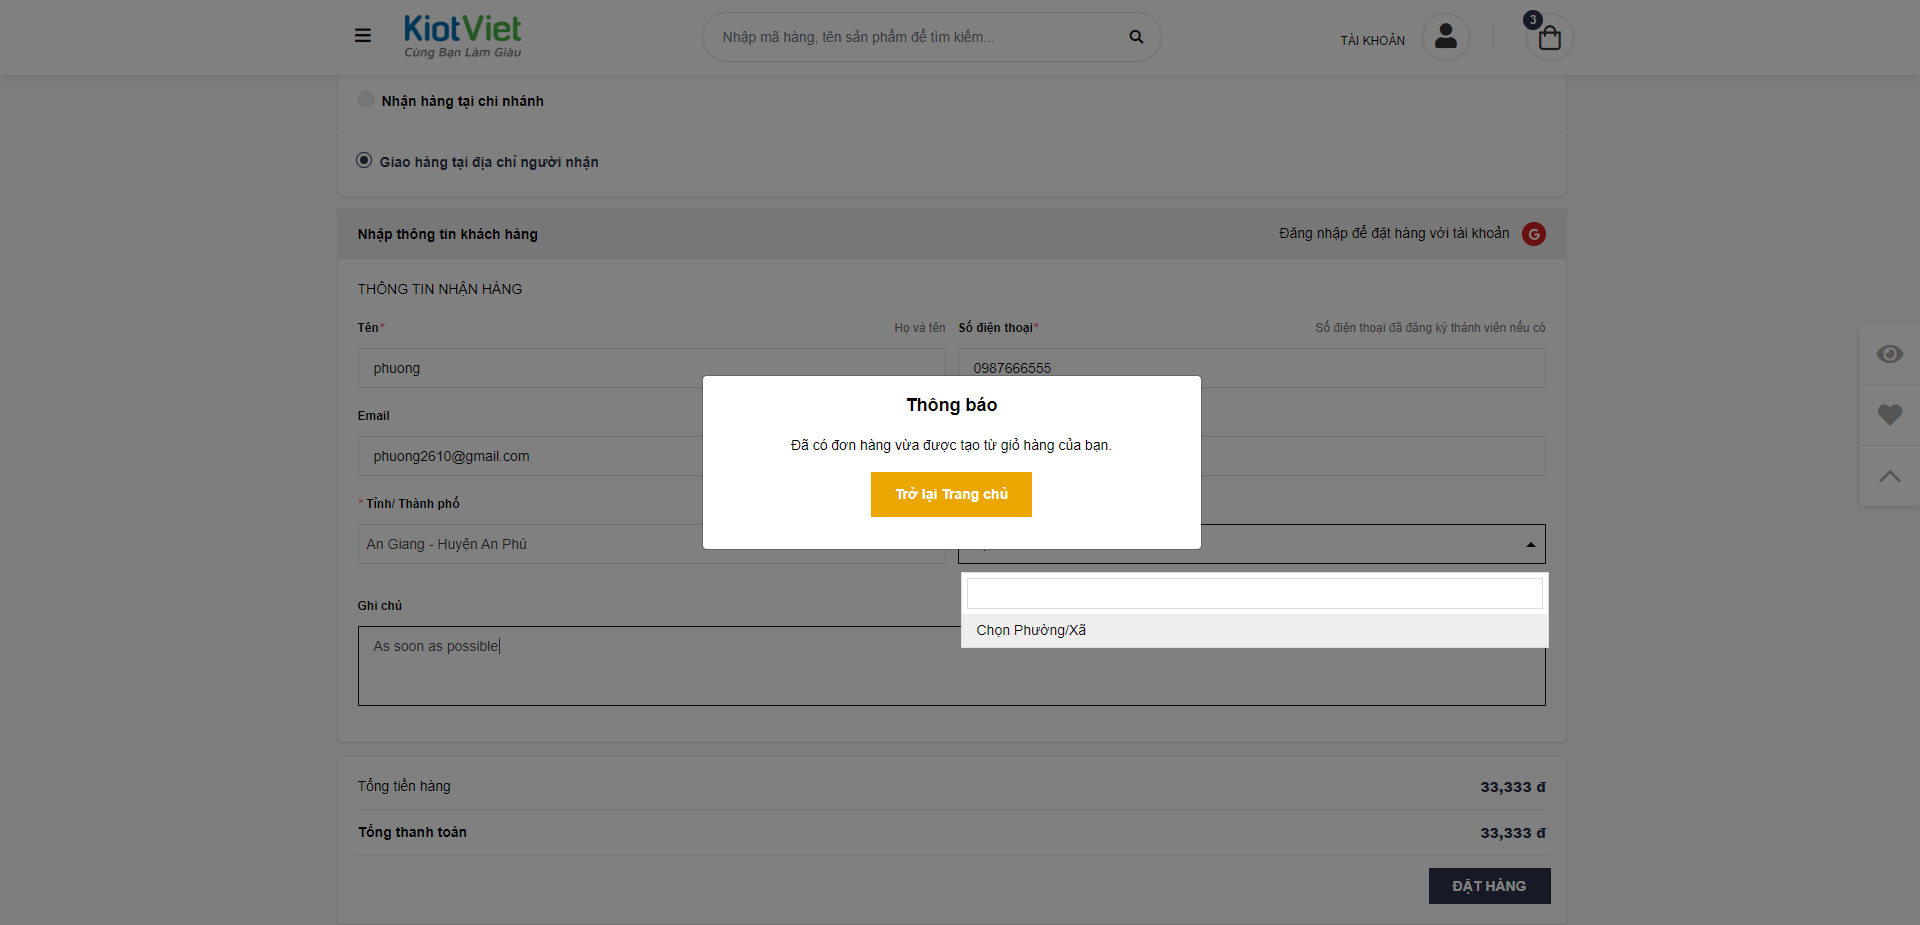 KiotViet
Cùng Bạn Làm Giàu
Nhập mã hàng, tên sản phẩm để tìm kiếm...
TÀI KHOẢN
3
Nhận hàng tại chi nhánh
Giao hàng tại địa chỉ người nhận
Nhập thông tin khách hàng
Đăng nhập để đặt hàng với tài khoản
G
THÔNG TIN NHẬN HÀNG
Tên* Họ và tên
Số điện thoại* Số điện thoại đã đăng ký thành viên nếu có
phuong
0987666555
Thông báo
Đã có đơn hàng vừa được tạo từ giỏ hàng của bạn.
Trở lại Trang chủ
Email
phuong2610@gmail.com
* Tỉnh/ Thành phố
An Giang - Huyện An Phú
Chọn Phường/Xã
Ghi chú
As soon as possible
Tổng tiền hàng 33,333 đ
Tổng thanh toán 33,333 đ
ĐẶT HÀNG